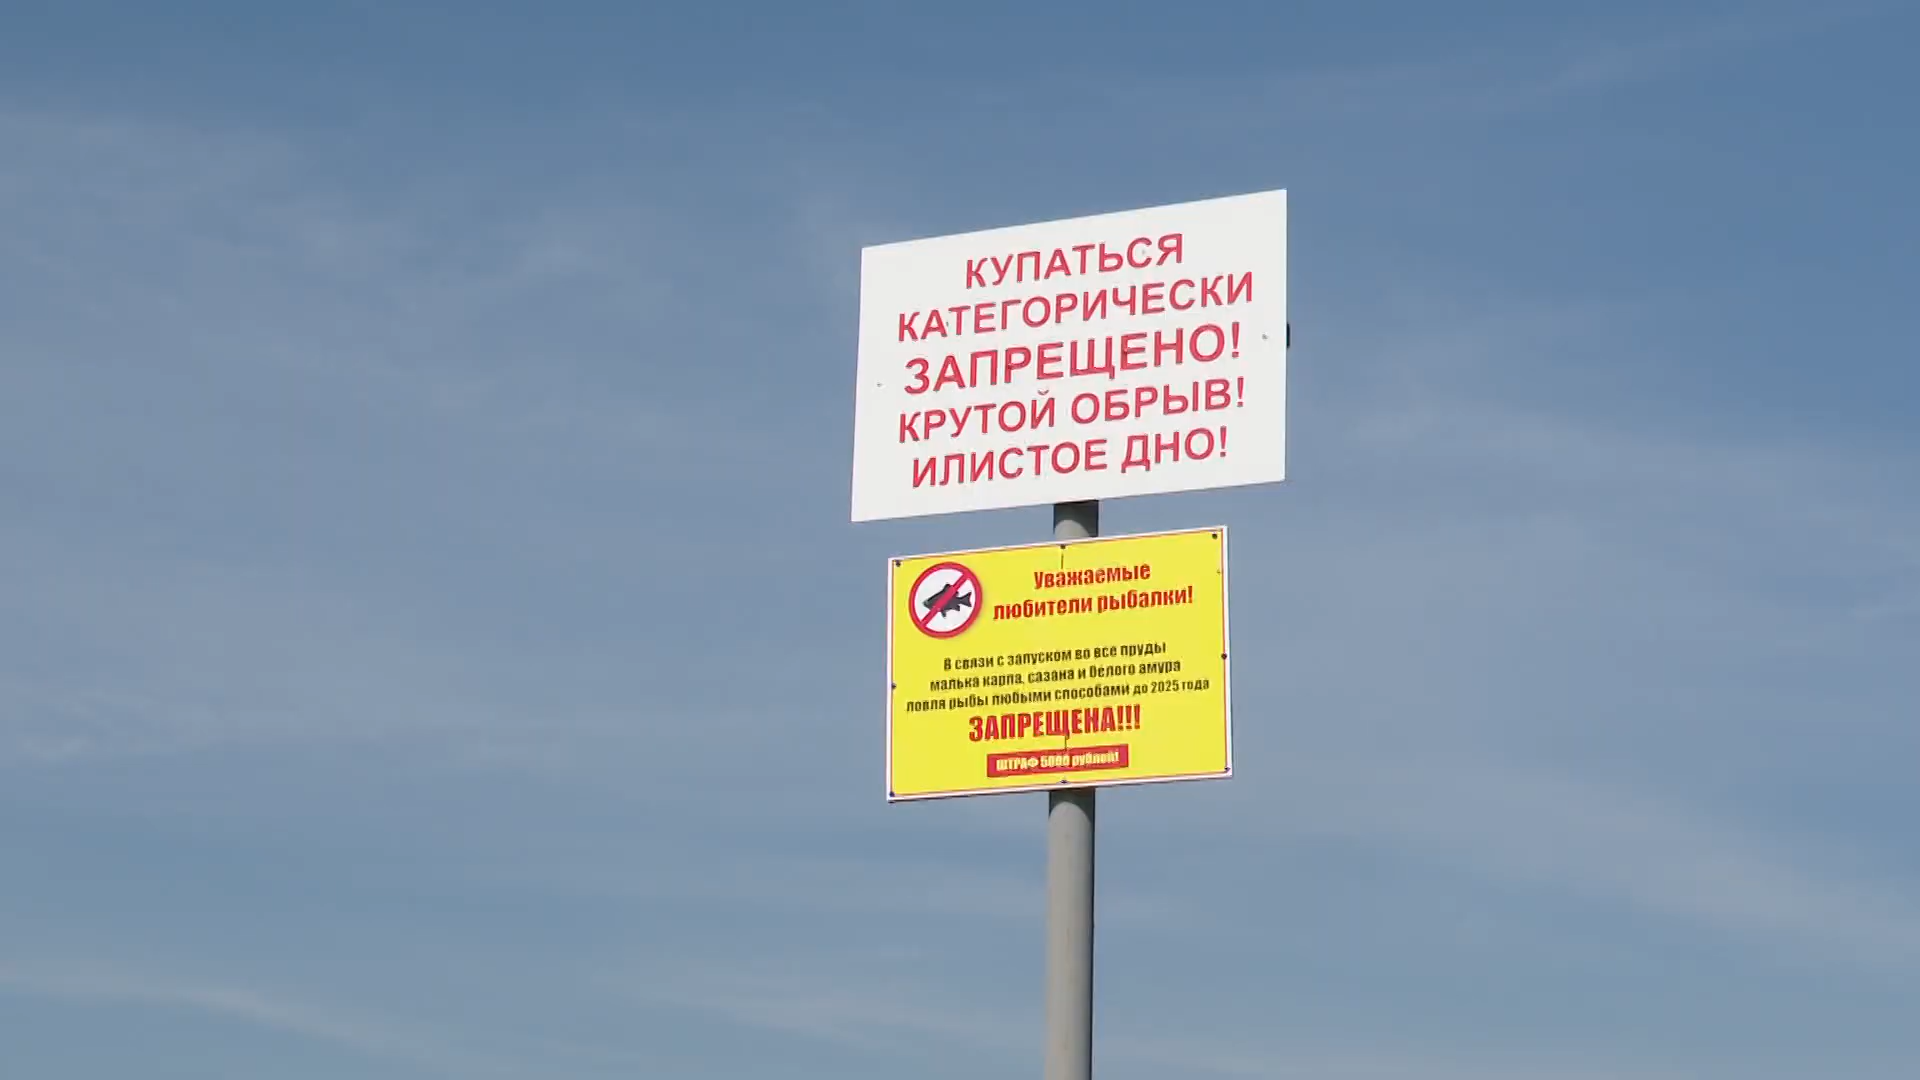 КУПАТЬСЯ
КАТЕГОРИЧЕСКИ
ЗАПРЕЩЕНО!
КРУТОЙ ОБРЫВ!
ИЛИСТОЕ ДНО!
Уважаемые
любители рыбалки!
В связи с запуском во все пруды
малька карпа, сазана и белого амура
ловля рыбы любыми способами до 2025 года
ЗАПРЕЩЕНА!!!
ШТРАФ 5000 рублей!